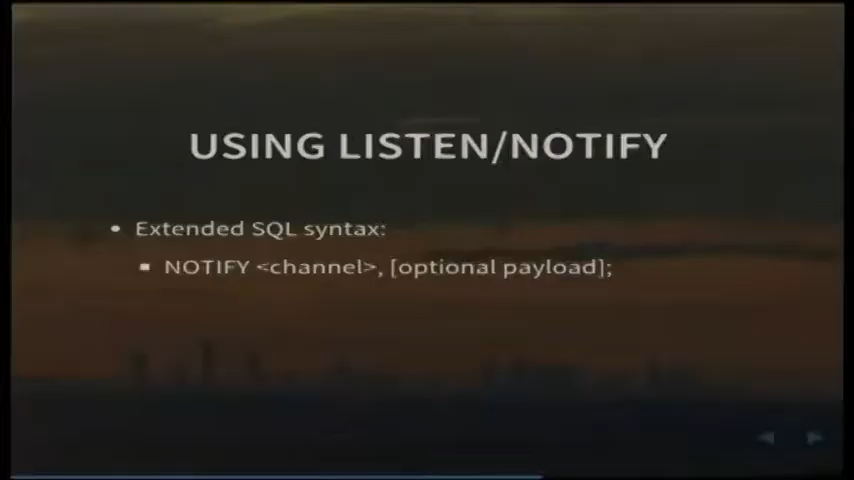 USING LISTEN/NOTIFY
• Extended SQL syntax:
▪ NOTIFY <channel>, [optional payload];